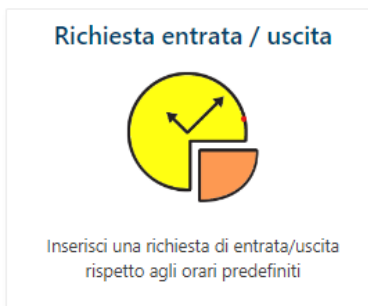 Richiesta entrata / uscita
Inserisci una richiesta di entrata/uscita
rispetto agli orari predefiniti